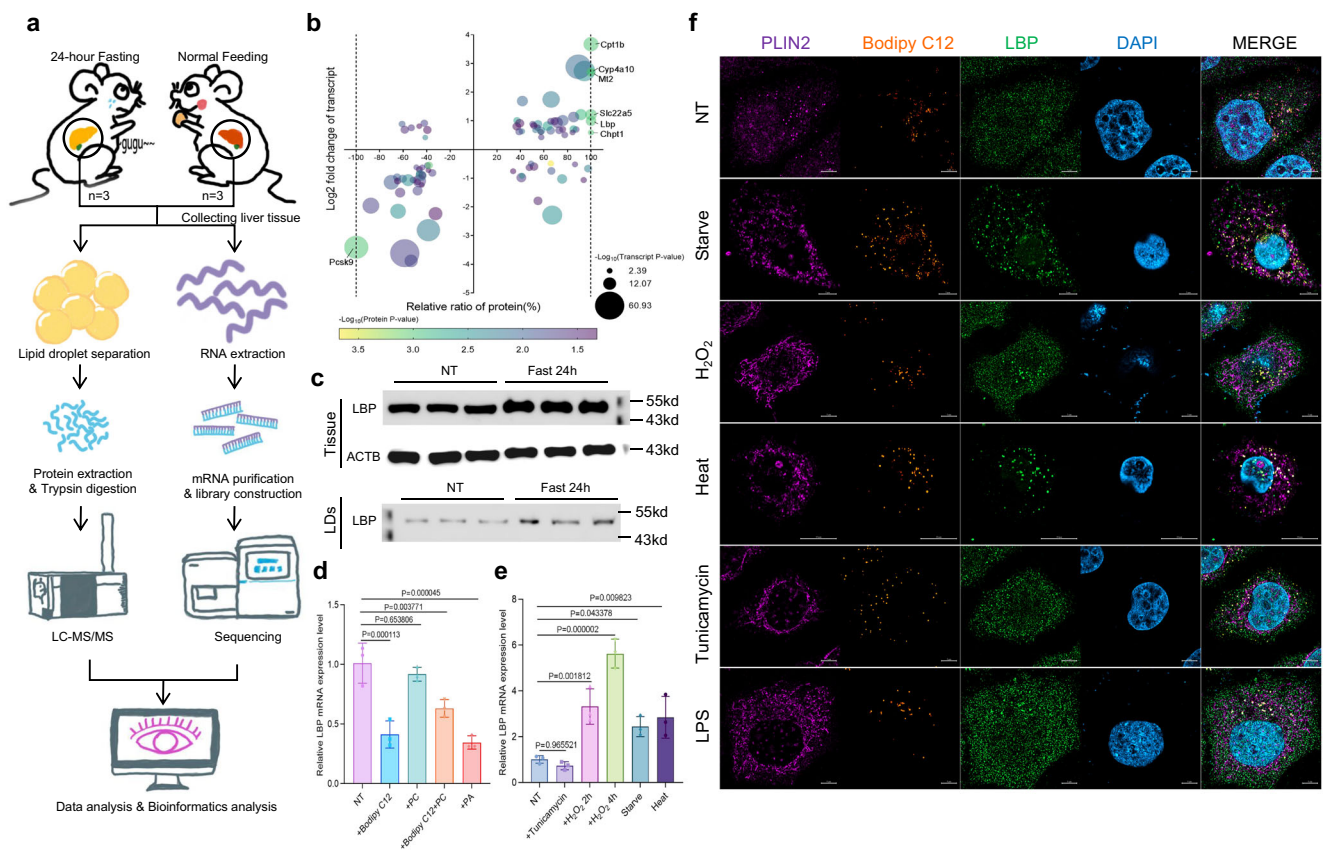 a
24-hour Fasting
Normal Feeding
gugu~~
n=3
n=3
Collecting liver tissue
Lipid droplet separation
RNA extraction
Protein extraction
& Trypsin digestion
mRNA purification
& library construction
LC-MS/MS
Sequencing
Data analysis & Bioinformatics analysis
b
Log2 fold change of transcript
4
3
2
1
-1
-2
-3
-4
-5
-100
-80
-60
-40
-20
20
40
60
80
100
Cpt1b
Cyp4a10
Mt2
Slc22a5
Lbp
Chpt1
Pcsk9
Relative ratio of protein(%)
-Log10(Transcript P-value)
2.39
12.07
60.93
-Log10(Protein P-value)
3.5
3.0
2.5
2.0
1.5
c
NT
Fast 24h
Tissue
LBP
55kd
43kd
ACTB
43kd
NT
Fast 24h
LDs
LBP
55kd
43kd
d
Relative LBP mRNA expression level
1.5
1.0
0.5
0.0
P=0.000045
P=0.003771
P=0.653806
P=0.000113
NT
+Bodipy C12
+PC
+Bodipy C12+PC
+PA
e
Relative LBP mRNA expression level
8
6
4
2
0
P=0.009823
P=0.043378
P=0.000002
P=0.001812
P=0.965521
NT
+Tunicamycin
+H2O2 2h
+H2O2 4h
Starve
Heat
f
PLIN2
Bodipy C12
LBP
DAPI
MERGE
NT
Starve
H2O2
Heat
Tunicamycin
LPS